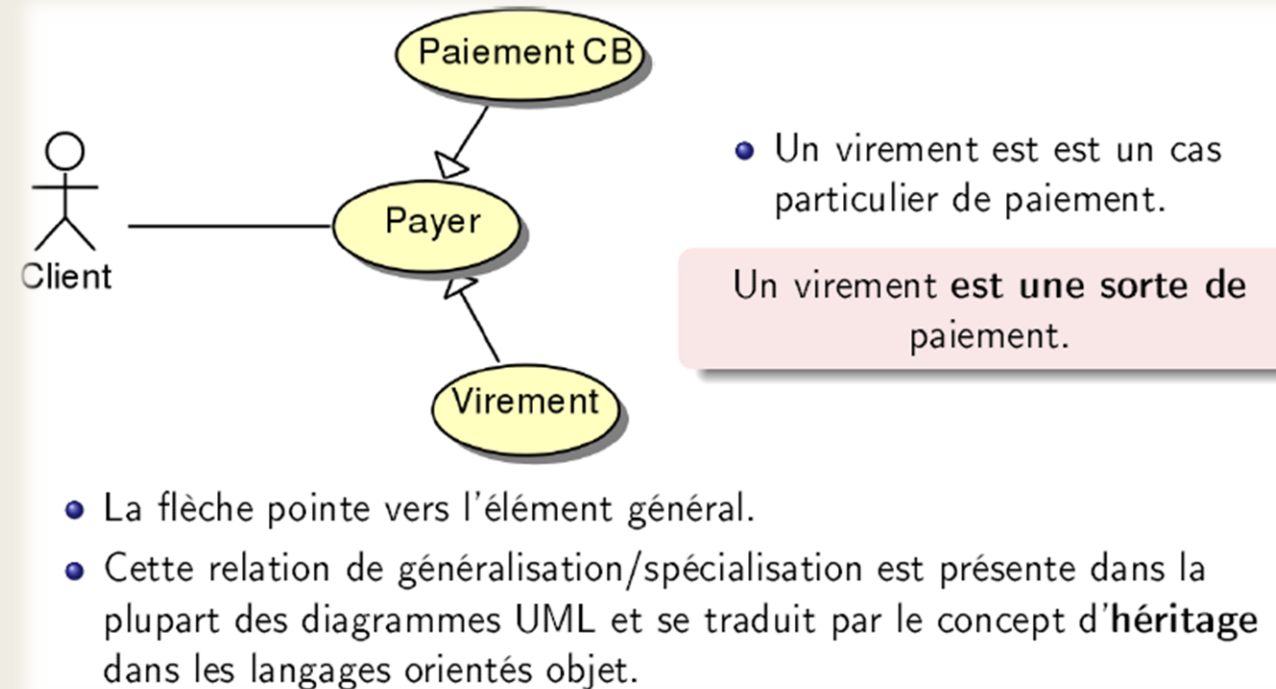 Paiement CB
Client
Payer
Virement
Un virement est est un cas
particulier de paiement.
Un virement est une sorte de
paiement.
La flèche pointe vers l'élément général.
Cette relation de généralisation/spécialisation est présente dans la
plupart des diagrammes UML et se traduit par le concept d'héritage
dans les langages orientés objet.